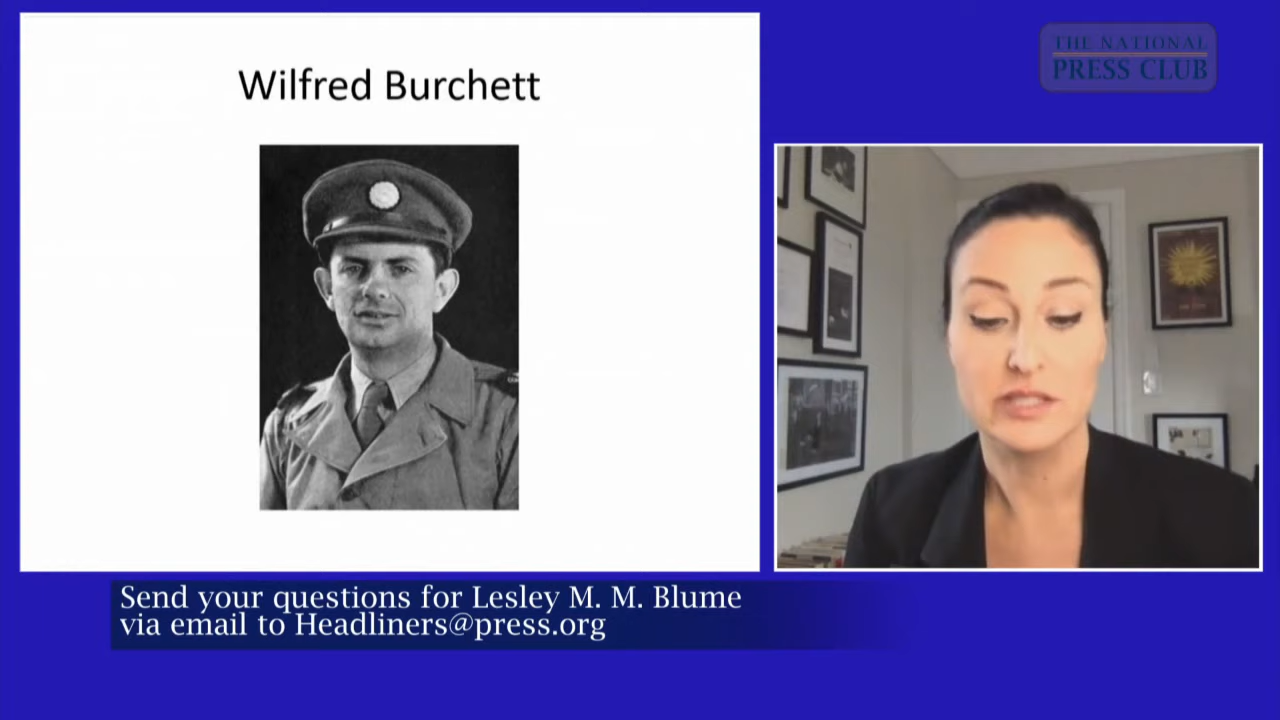 Wilfred Burchett
THE NATIONAL
PRESS CLUB
Send your questions for Lesley M. M. Blume
via email to Headliners@press.org